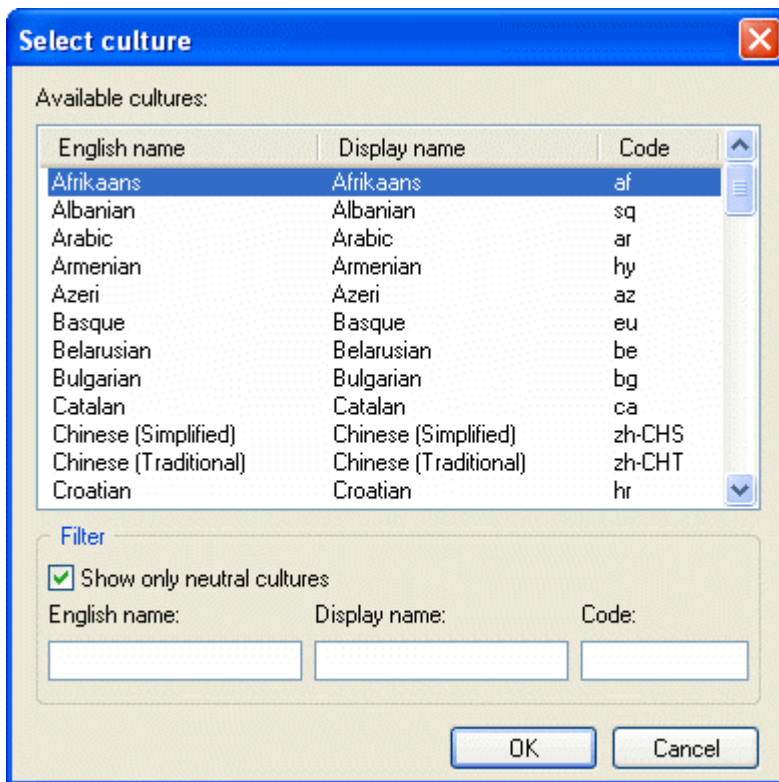 Select culture
Available cultures:
English name Display name Code
Afrikaans Afrikaans af
Albanian Albanian sq
Arabic Arabic ar
Armenian Armenian hy
Azeri Azeri az
Basque Basque eu
Belarusian Belarusian be
Bulgarian Bulgarian bg
Catalan Catalan ca
Chinese (Simplified) Chinese (Simplified) zh-CHS
Chinese (Traditional) Chinese (Traditional) zh-CHT
Croatian Croatian hr
Filter
Show only neutral cultures
English name: Display name: Code:
OK Cancel